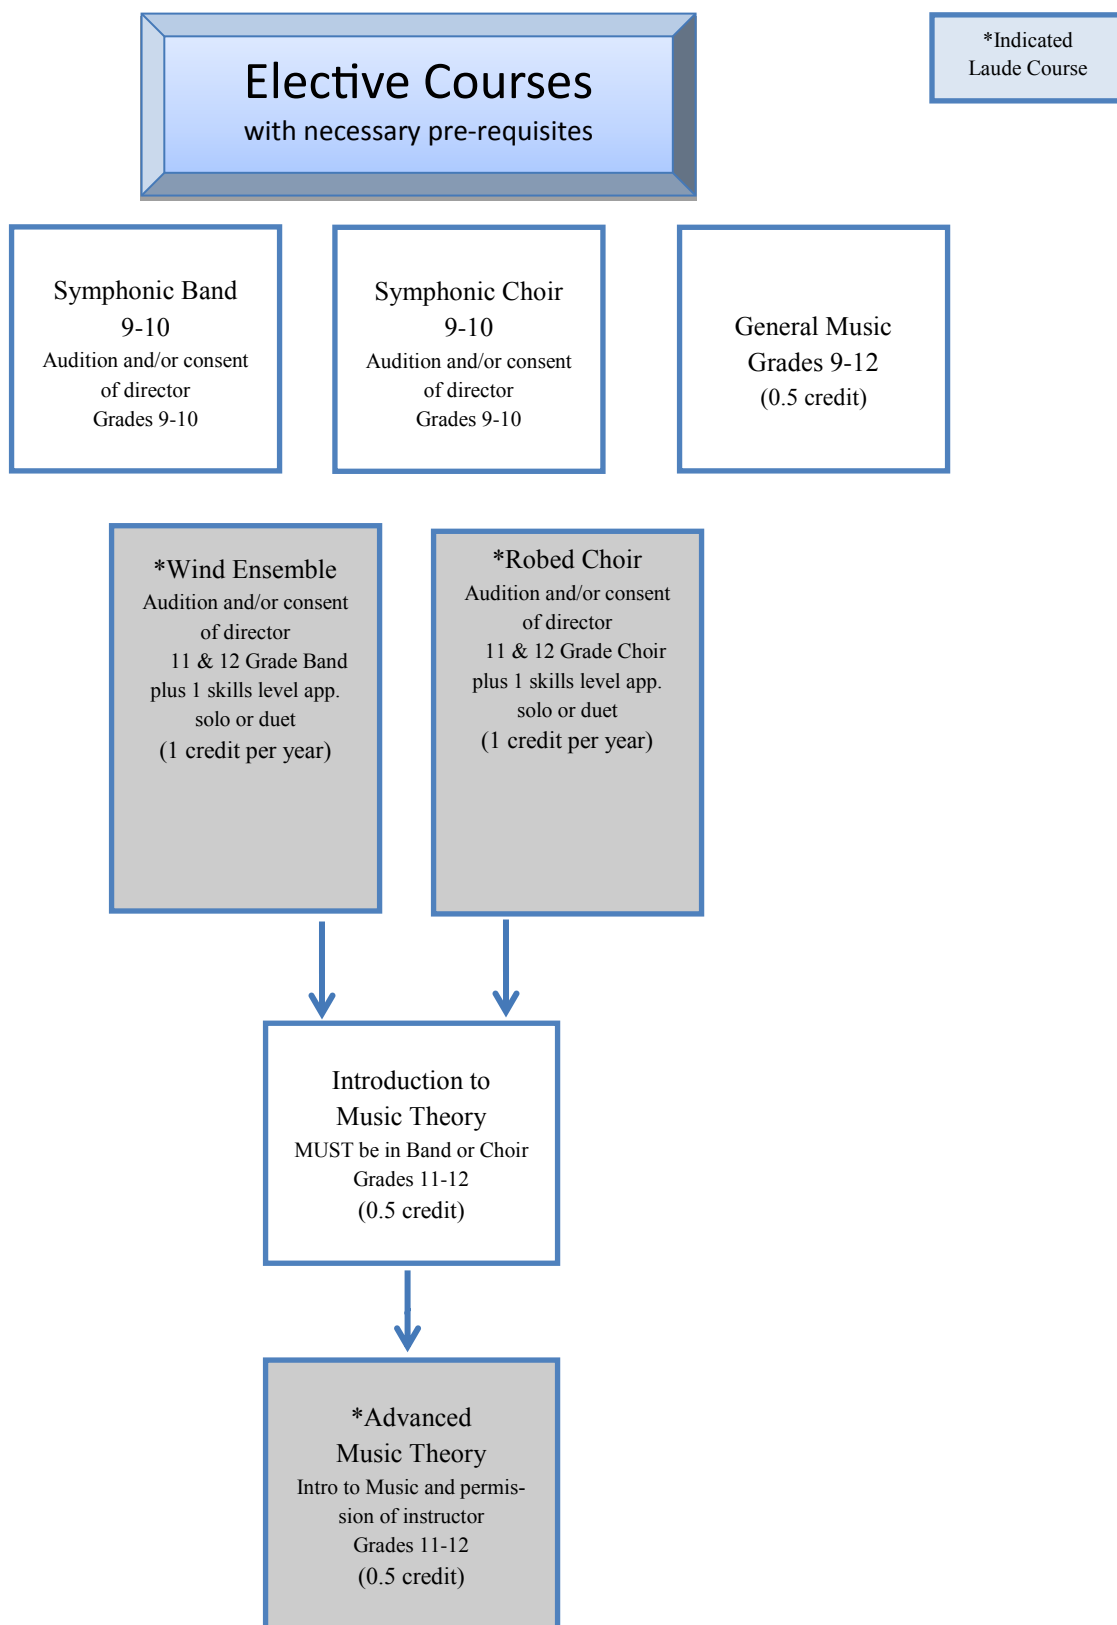 Elective Courses
with necessary pre-requisites
*Indicated
Laude Course
Symphonic Band
9-10
Audition and/or consent
of director
Grades 9-10
Symphonic Choir
9-10
Audition and/or consent
of director
Grades 9-10
General Music
Grades 9-12
(0.5 credit)
*Wind Ensemble
Audition and/or consent
of director
11 & 12 Grade Band
plus 1 skills level app.
solo or duet
(1 credit per year)
*Robed Choir
Audition and/or consent
of director
11 & 12 Grade Choir
plus 1 skills level app.
solo or duet
(1 credit per year)
Introduction to
Music Theory
MUST be in Band or Choir
Grades 11-12
(0.5 credit)
*Advanced
Music Theory
Intro to Music and permis-
sion of instructor
Grades 11-12
(0.5 credit)